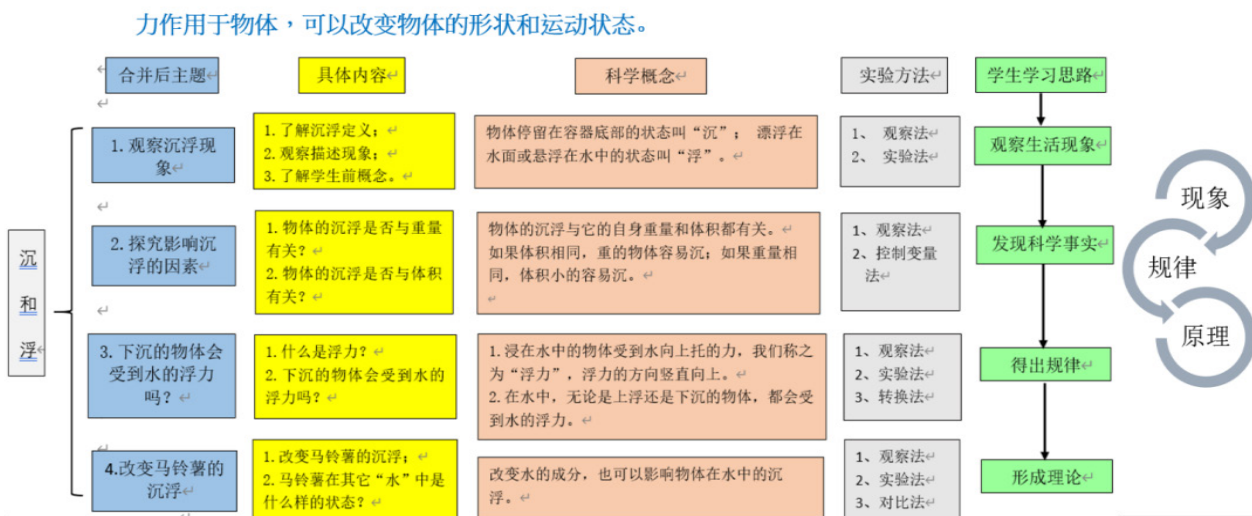 力作用于物体，可以改变物体的形状和运动状态。
合并后主题
具体内容
科学概念
实验方法
学生学习思路
沉和浮
1.观察沉浮现
象
1.了解沉浮定义；
2.观察描述现象；
3.了解学生前概念。
物体停留在容器底部的状态叫“沉”； 漂浮在
水面或悬浮在水中的状态叫“浮”。
1、 观察法
2、 实验法
观察生活现象
2.探究影响沉
浮的因素
1.物体的沉浮是否与重量
有关？
2.物体的沉浮是否与体积
有关？
物体的沉浮与它的自身重量和体积都有关。
如果体积相同，重的物体容易沉；如果重量相
同，体积小的容易沉。
1、观察法
2、控制变量
法
发现科学事实
3.下沉的物体会
受到水的浮力
吗？
1.什么是浮力？
2.下沉的物体会受到水的
浮力吗？
1.浸在水中的物体受到水向上托的力，我们称之
为“浮力”，浮力的方向竖直向上。
2.在水中，无论是上浮还是下沉的物体，都会受
到水的浮力。
1、观察法
2、实验法
3、转换法
得出规律
4.改变马铃薯的
沉浮
1.改变马铃薯的沉浮；
2.马铃薯在其它“水”中是
什么样的状态？
改变水的成分，也可以影响物体在水中的沉
浮。
1、观察法
2、实验法
3、对比法
形成理论
现象
规律
原理